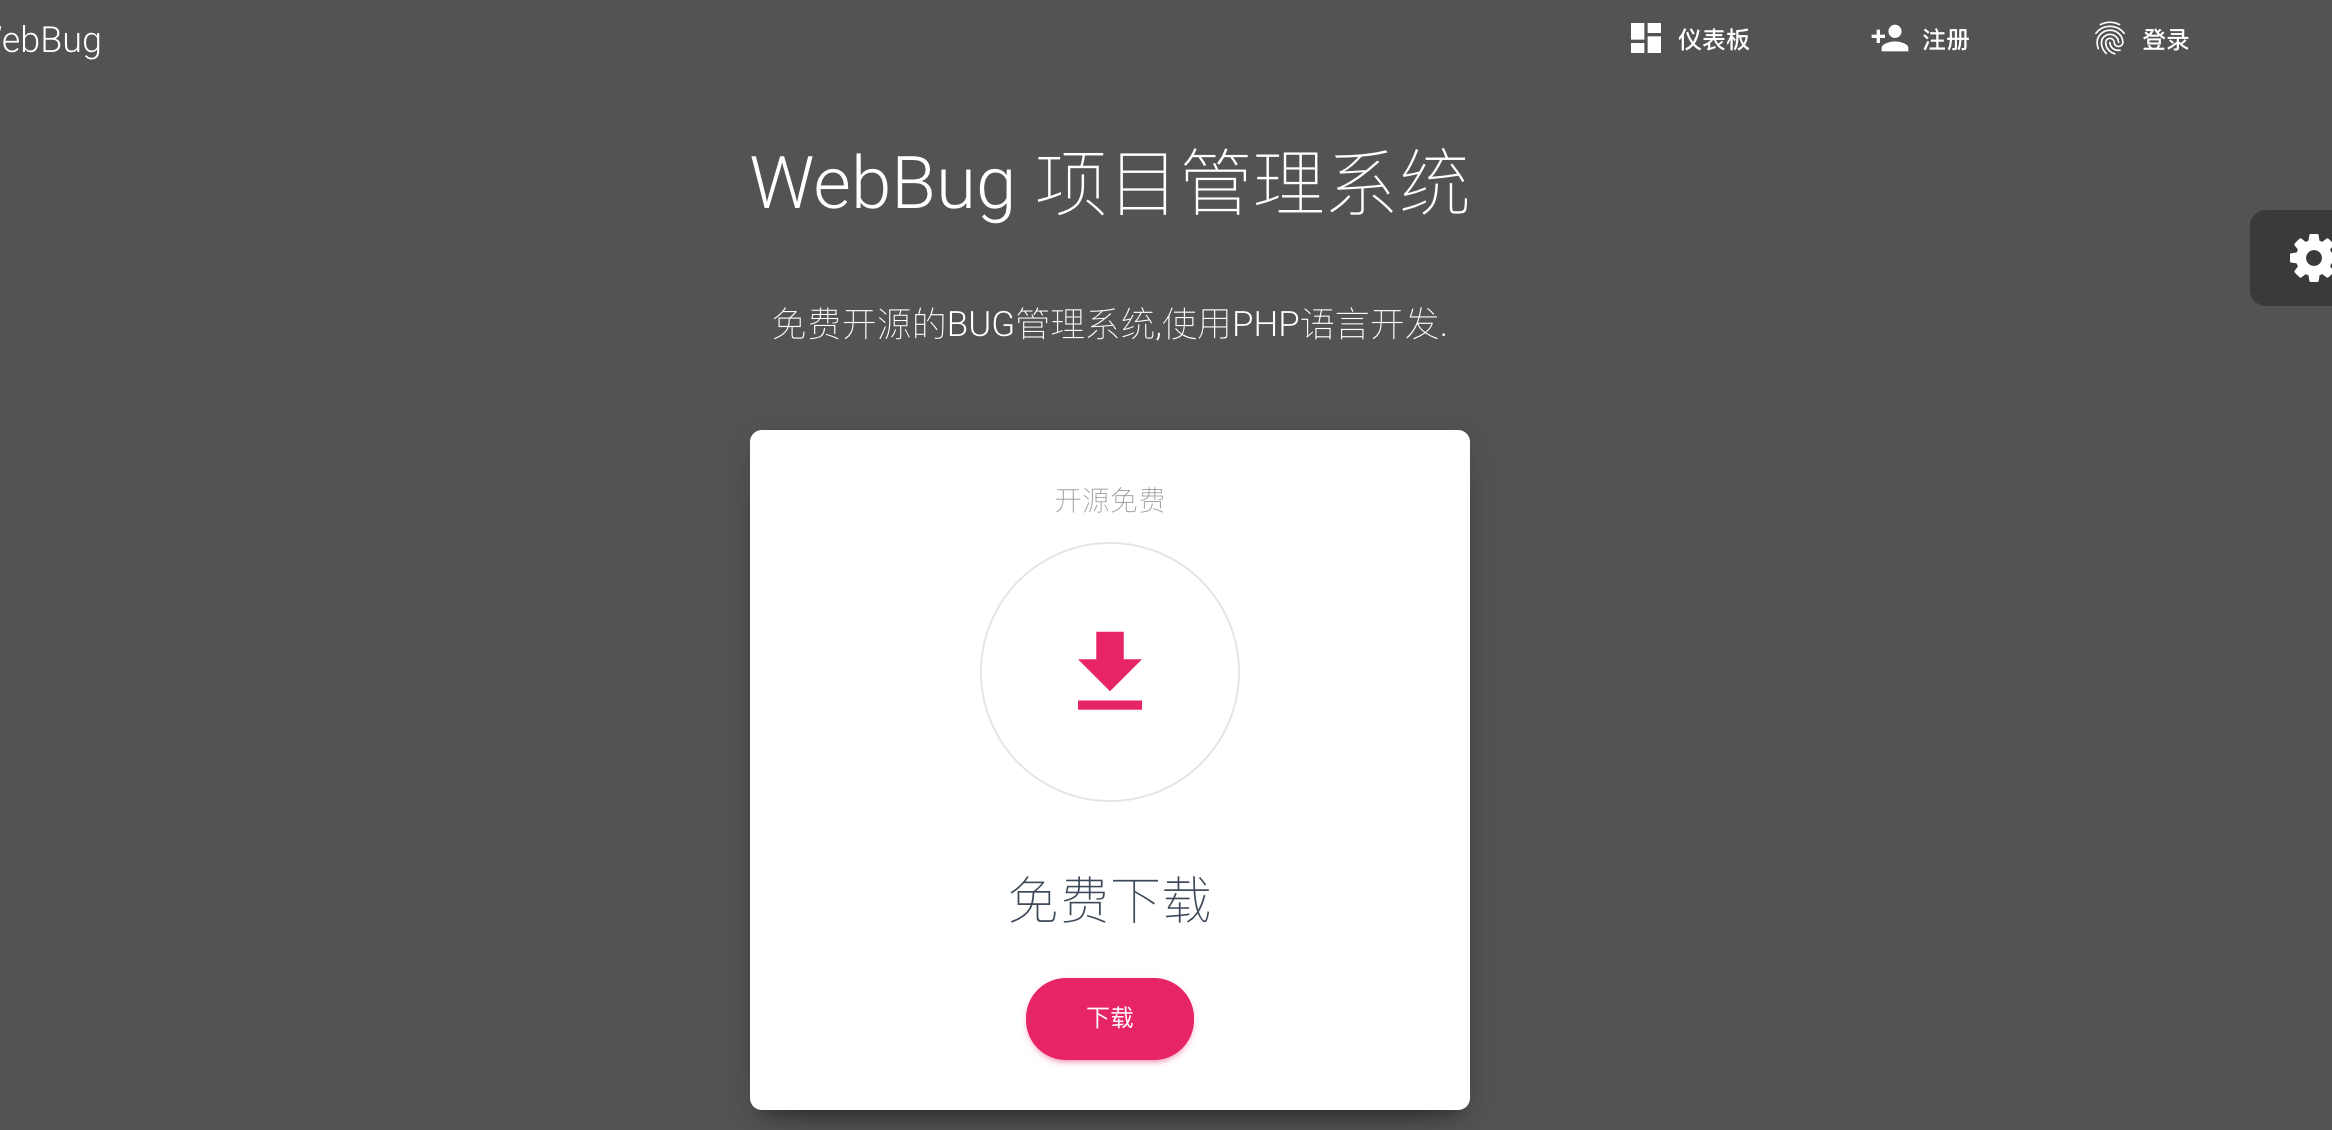 ebBug
仪表板
注册
登录
WebBug 项目管理系统
免费开源的BUG管理系统,使用PHP语言开发.
开源免费
免费下载
下载